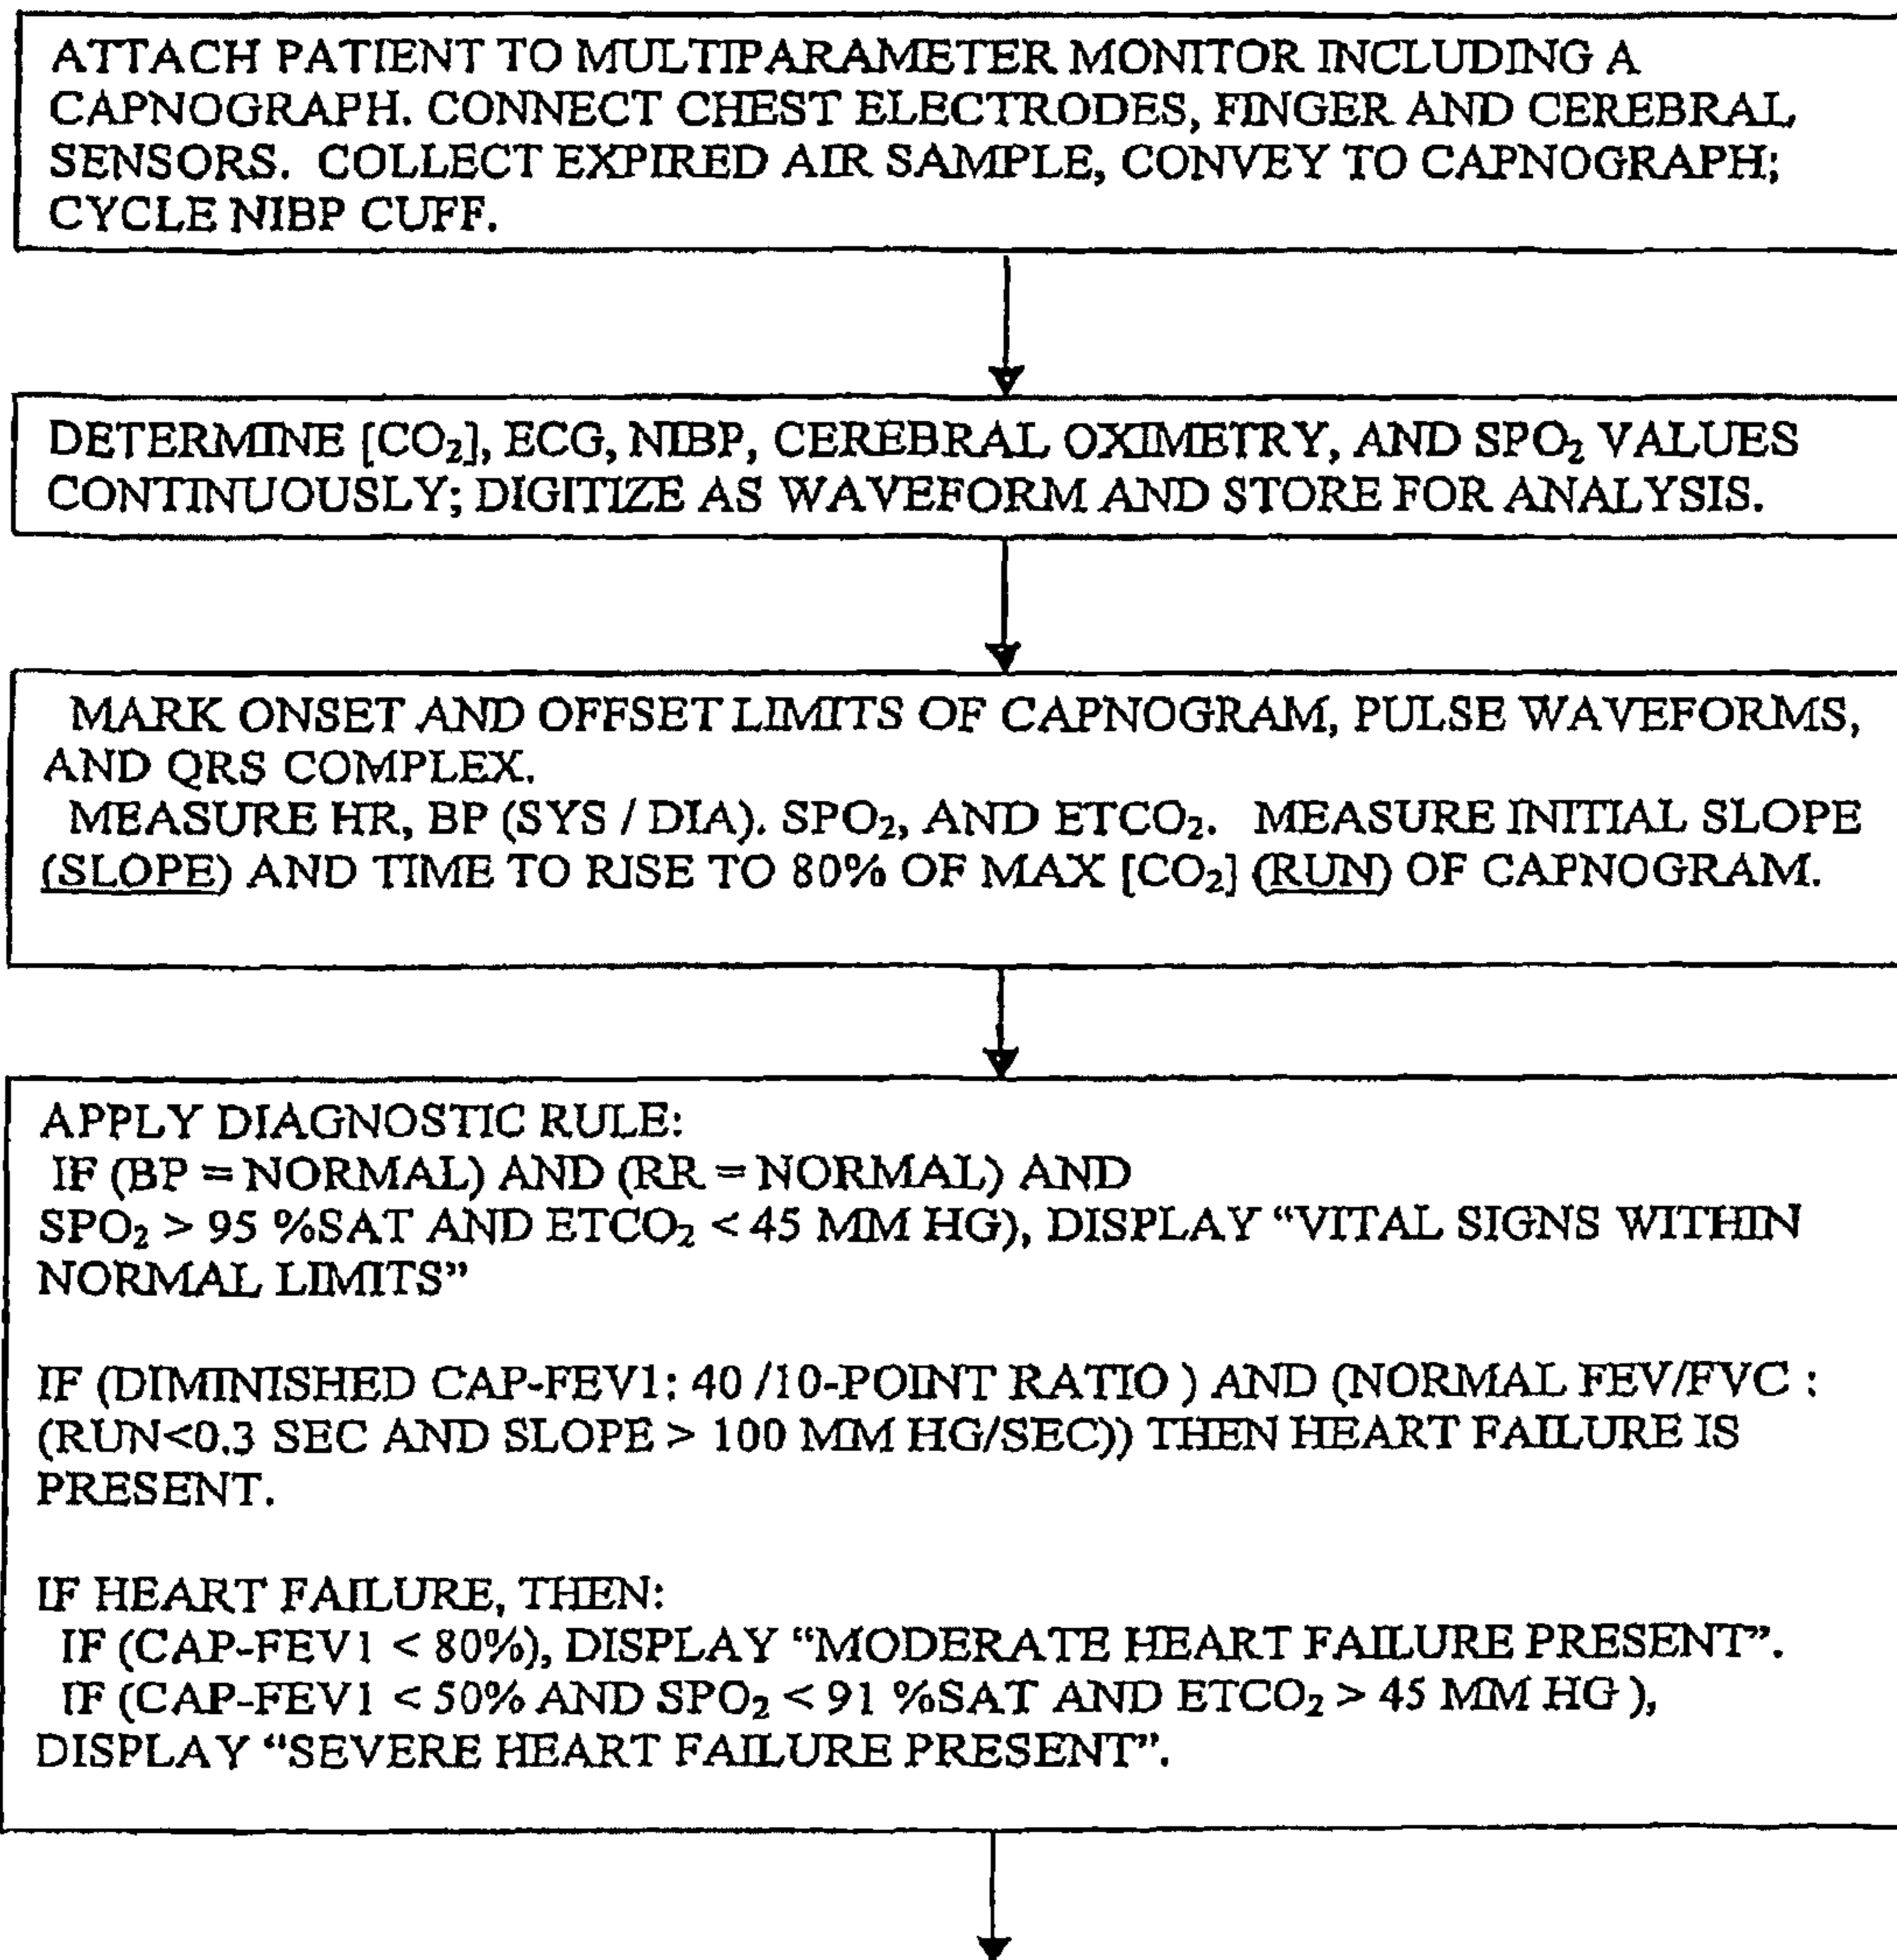 ATTACH PATIENT TO MULTIPARAMETER MONITOR INCLUDING A
CAPNOGRAPH. CONNECT CHEST ELECTRODES, FINGER AND CEREBRAL
SENSORS. COLLECT EXPIRED AIR SAMPLE, CONVEY TO CAPNOGRAPH;
CYCLE NIBP CUFF.
DETERMINE [CO₂], ECG, NIBP, CEREBRAL OXIMETRY, AND SPO₂ VALUES
CONTINUOUSLY; DIGITIZE AS WAVEFORM AND STORE FOR ANALYSIS.
MARK ONSET AND OFFSET LIMITS OF CAPNOGRAM, PULSE WAVEFORMS,
AND QRS COMPLEX.
MEASURE HR, BP (SYS / DIA). SPO₂, AND ETCO₂. MEASURE INITIAL SLOPE
(SLOPE) AND TIME TO RISE TO 80% OF MAX [CO₂] (RUN) OF CAPNOGRAM.
APPLY DIAGNOSTIC RULE:
IF (BP = NORMAL) AND (RR = NORMAL) AND
SPO₂ > 95 %SAT AND ETCO₂ < 45 MM HG), DISPLAY “VITAL SIGNS WITHIN
NORMAL LIMITS”
IF (DIMINISHED CAP-FEV1: 40 /10-POINT RATIO ) AND (NORMAL FEV/FVC :
(RUN<0.3 SEC AND SLOPE > 100 MM HG/SEC)) THEN HEART FAILURE IS
PRESENT.
IF HEART FAILURE, THEN:
IF (CAP-FEV1 < 80%), DISPLAY “MODERATE HEART FAILURE PRESENT”.
IF (CAP-FEV1 < 50% AND SPO₂ < 91 %SAT AND ETCO₂ > 45 MM HG ),
DISPLAY “SEVERE HEART FAILURE PRESENT”.